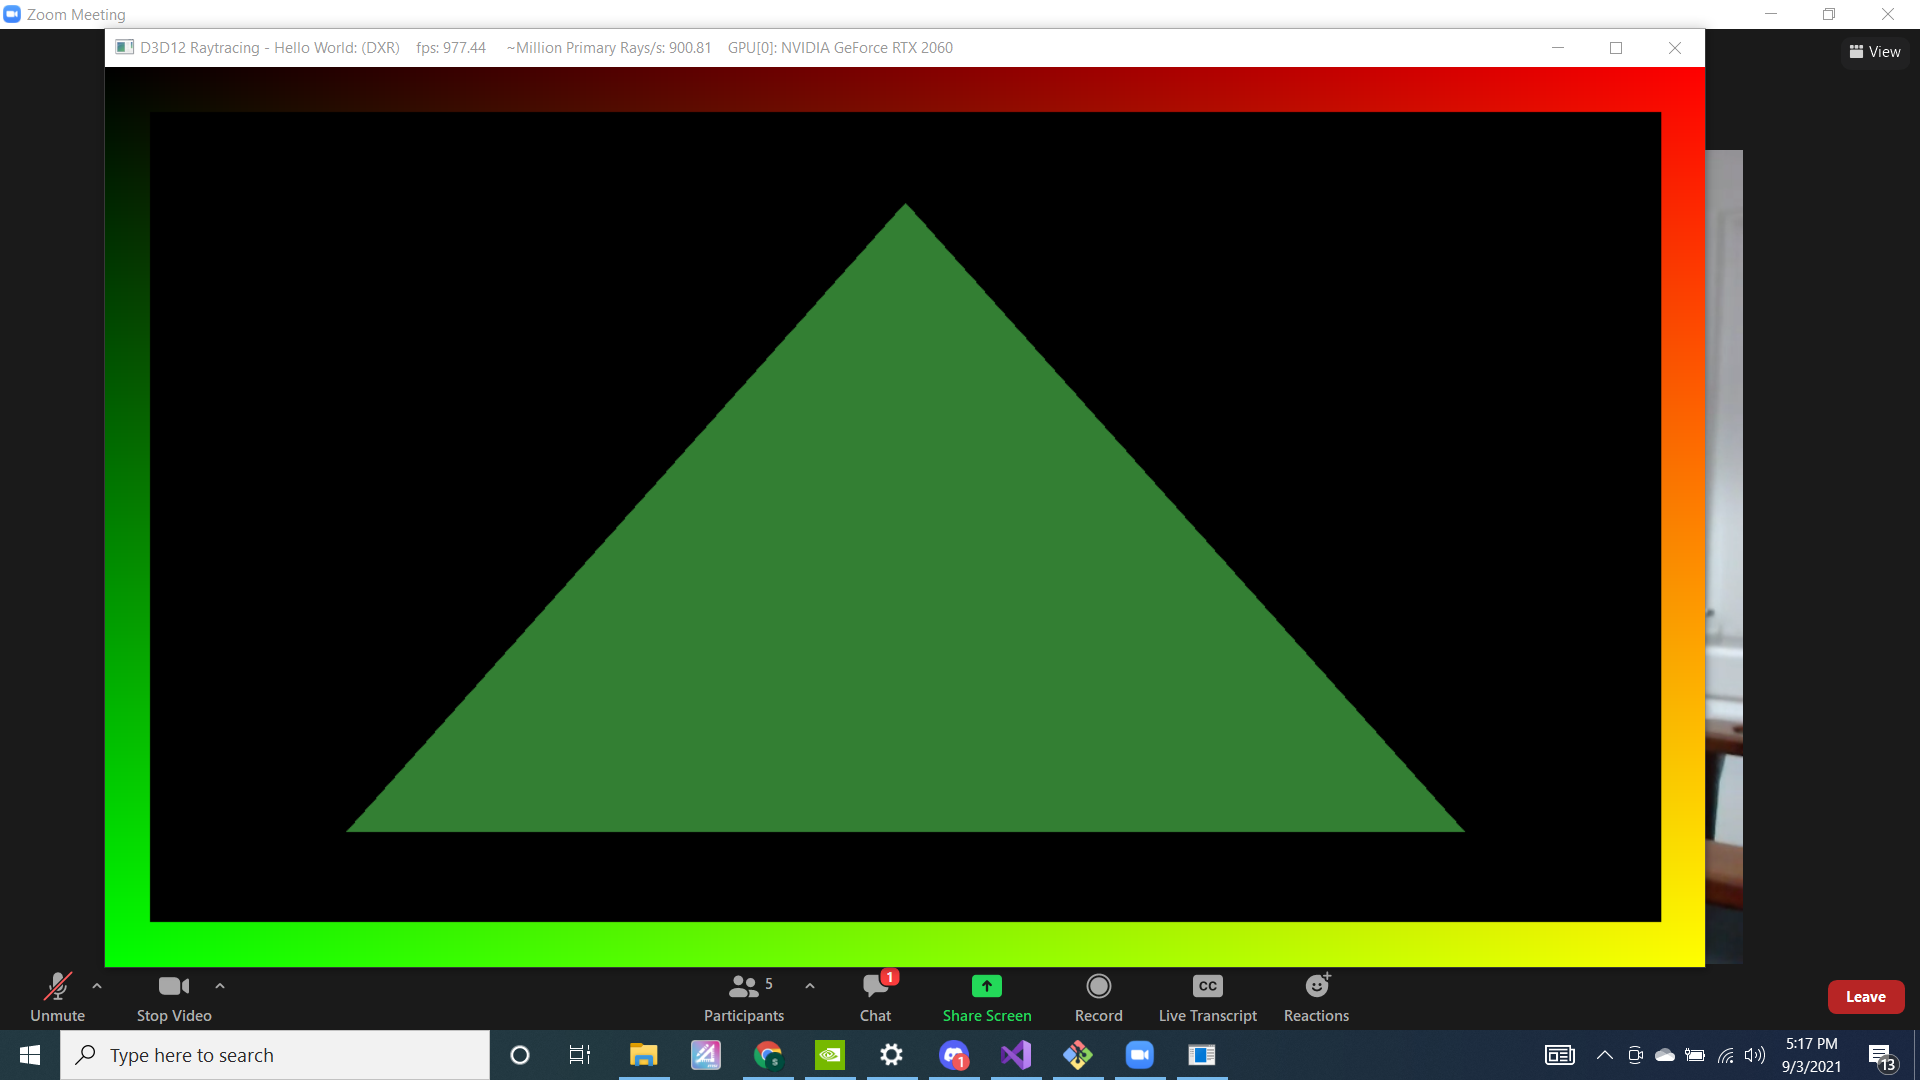 Zoom Meeting
D3D12 Raytracing - Hello World: (DXR) fps: 977.44 ~Million Primary Rays/s: 900.81 GPU[0]: NVIDIA GeForce RTX 2060
View
5
1
Unmute
Stop Video
Participants
Chat
Share Screen
Record
CC
Live Transcript
Reactions
Leave
Type here to search
S
1
5:17 PM
9/3/2021
13